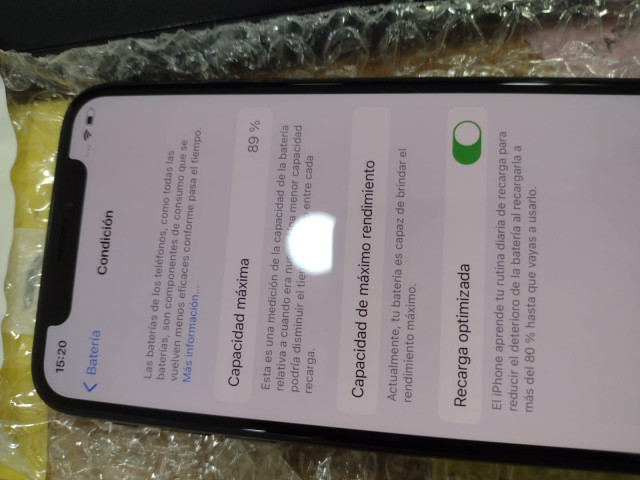 15:20
Batería
Condición
Las baterías de los teléfonos, como todas las
baterías, son componentes de consumo que se
vuelven menos eficaces conforme pasa el tiempo.
Más información...
Capacidad máxima 89 %
Esta es una medición de la capacidad de la batería
relativa a cuando era menor capacidad
podría disminuir el entre cada
recarga.
Capacidad de máximo rendimiento
Actualmente, tu batería es capaz de brindar el
rendimiento máximo.
Recarga optimizada
El iPhone aprende tu rutina diaria de recarga para
reducir el deterioro de la batería al recargarla a
más del 80 % hasta que vayas a usarlo.